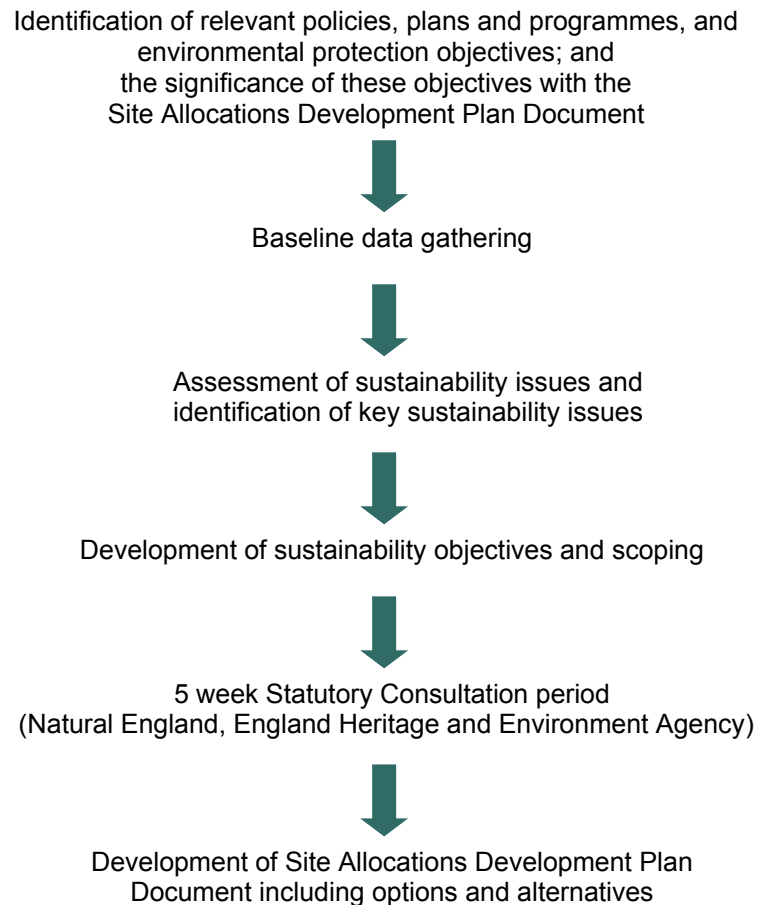 Identification of relevant policies, plans and programmes, and
environmental protection objectives; and
the significance of these objectives with the
Site Allocations Development Plan Document
Baseline data gathering
Assessment of sustainability issues and
identification of key sustainability issues
Development of sustainability objectives and scoping
5 week Statutory Consultation period
(Natural England, England Heritage and Environment Agency)
Development of Site Allocations Development Plan
Document including options and alternatives